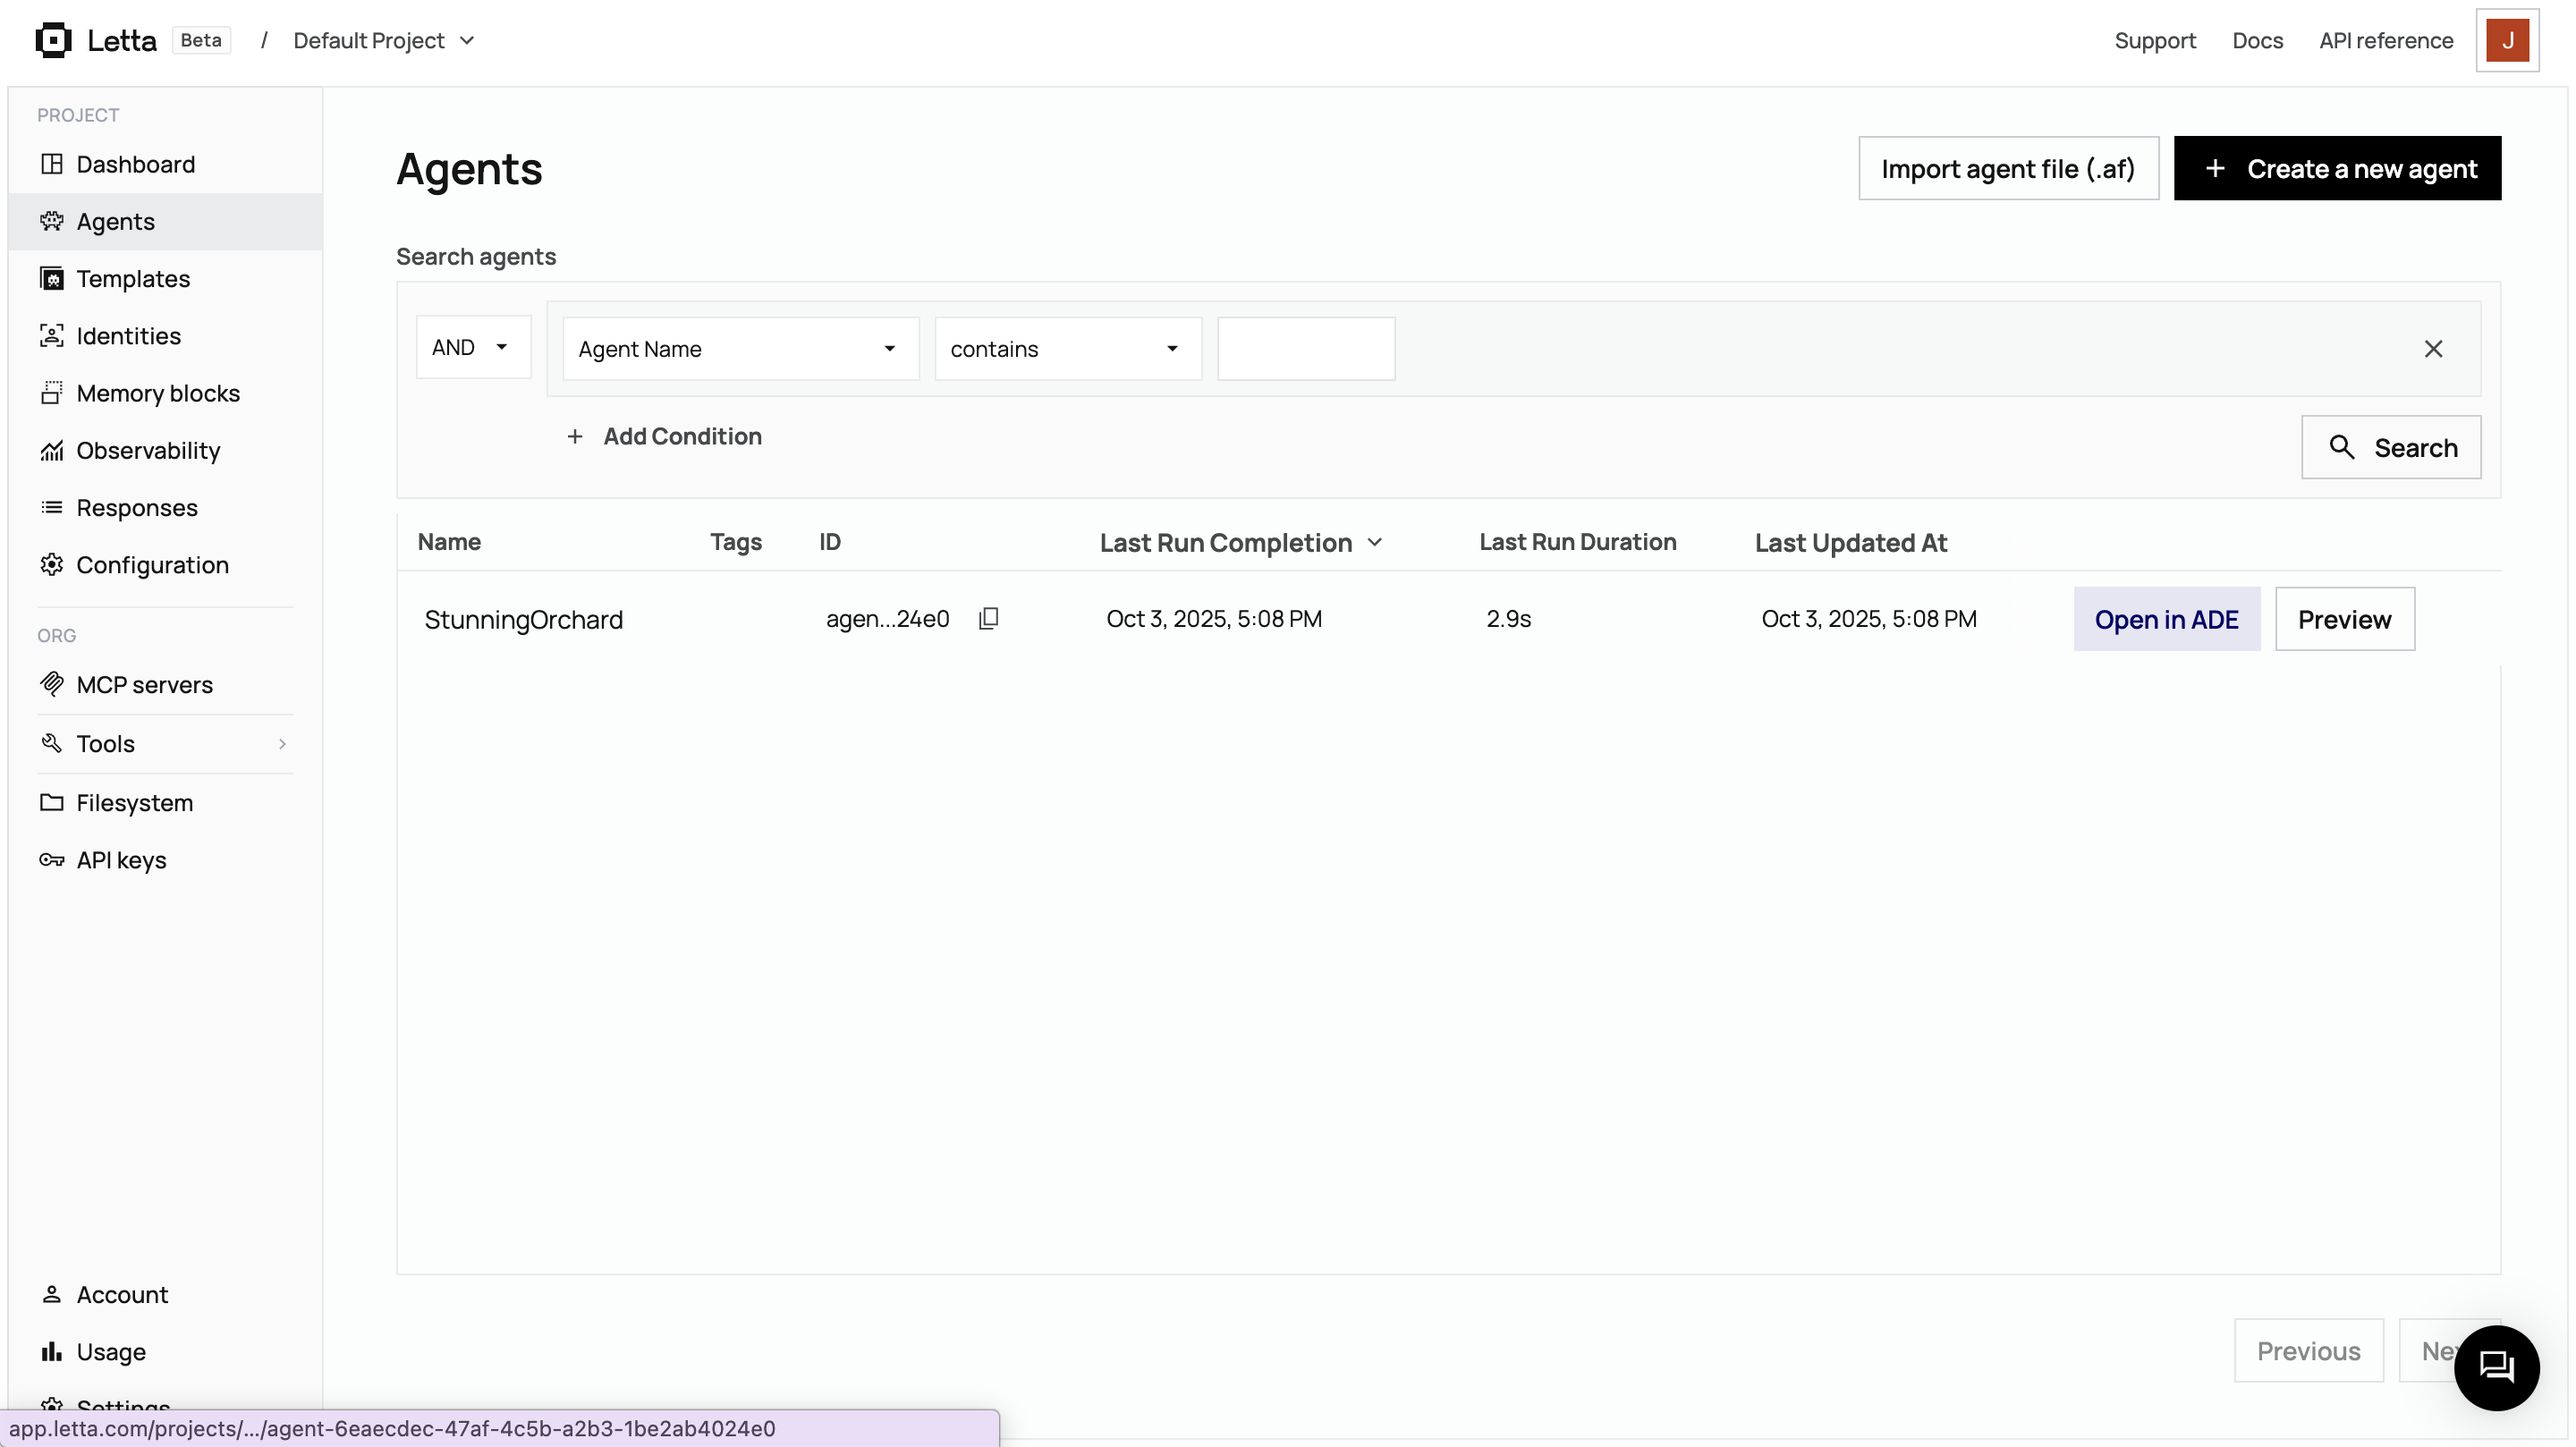 Letta Beta / Default Project
Support Docs API reference J
PROJECT
Dashboard
Agents
Templates
Identities
Memory blocks
Observability
Responses
Configuration
ORG
MCP servers
Tools
Filesystem
API keys
Account
Usage
Settings
Agents
Import agent file (.af)
+ Create a new agent
Search agents
AND Agent Name contains
+ Add Condition
Search
Name Tags ID Last Run Completion Last Run Duration Last Updated At
StunningOrchard agen...24e0 Oct 3, 2025, 5:08 PM 2.9s Oct 3, 2025, 5:08 PM Open in ADE Preview
Previous
app.letta.com/projects/.../agent-6eaecdec-47af-4c5b-a2b3-1be2ab4024e0